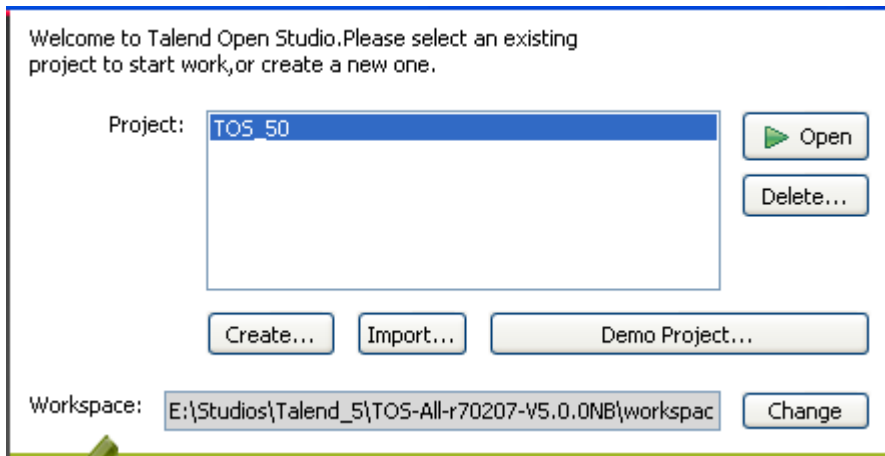 Welcome to Talend Open Studio.Please select an existing
project to start work,or create a new one.
Project:
TOS_50
Open
Delete...
Create...
Import...
Demo Project...
Workspace:
E:\Studios\Talend_5\TOS-All-r70207-V5.0.0NB\workspac
Change